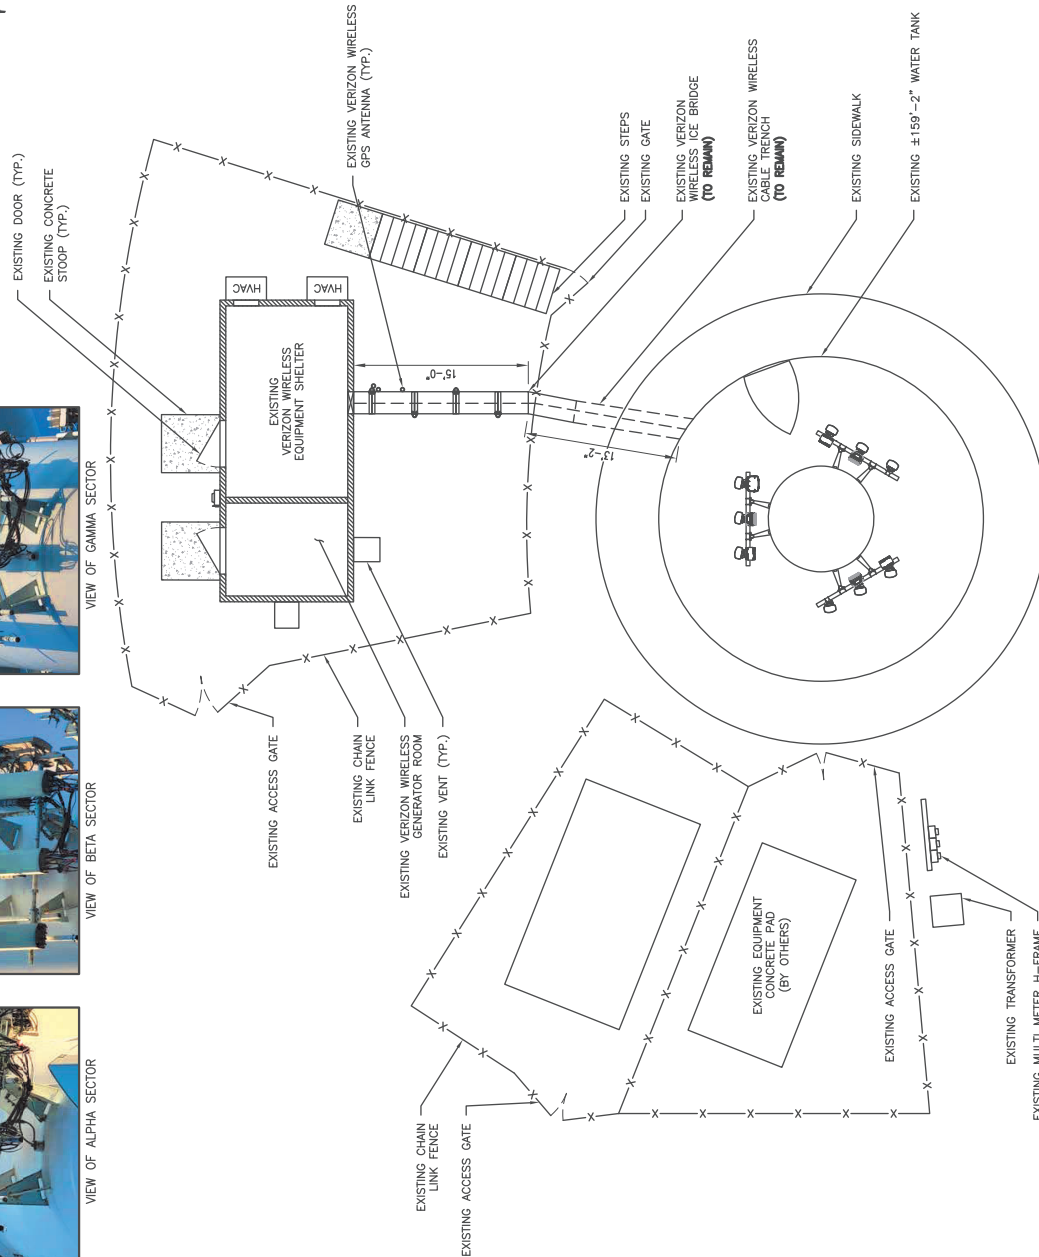 VIEW OF ALPHA SECTOR
VIEW OF BETA SECTOR
VIEW OF GAMMA SECTOR
EXISTING DOOR (TYP.)
EXISTING CONCRETE
STOOP (TYP.)
EXISTING ACCESS GATE
EXISTING CHAIN
LINK FENCE
EXISTING VERIZON WIRELESS
GENERATOR ROOM
EXISTING VENT (TYP.)
HVAC
HVAC
EXISTING
VERIZON WIRELESS
EQUIPMENT SHELTER
EXISTING VERIZON WIRELESS
GPS ANTENNA (TYP.)
15'-0"
13'-2"
EXISTING STEPS
EXISTING GATE
EXISTING VERIZON
WIRELESS ICE BRIDGE
(TO REMAIN)
EXISTING VERIZON WIRELESS
CABLE TRENCH
(TO REMAIN)
EXISTING SIDEWALK
EXISTING ±159'-2" WATER TANK
EXISTING CHAIN
LINK FENCE
EXISTING ACCESS GATE
EXISTING EQUIPMENT
CONCRETE PAD
(BY OTHERS)
EXISTING ACCESS GATE
EXISTING TRANSFORMER
EXISTING MULTI METER H-FRAME